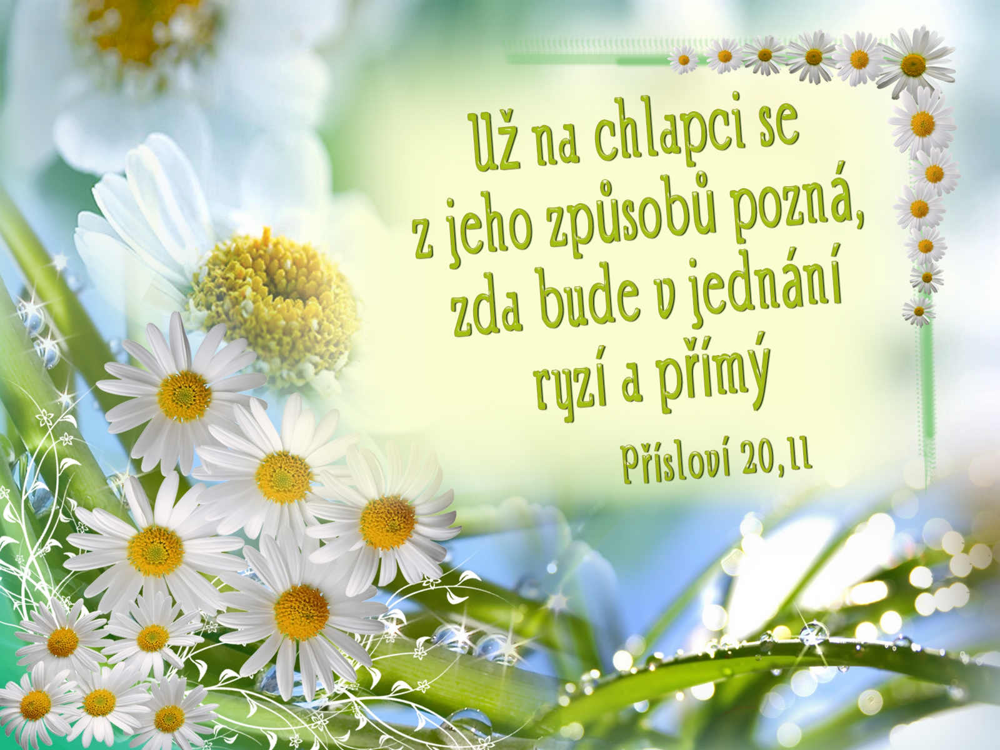 Už na chlapci se
z jeho způsobů pozná,
zda bude v jednání
ryzí a přímý
Přísloví 20,11